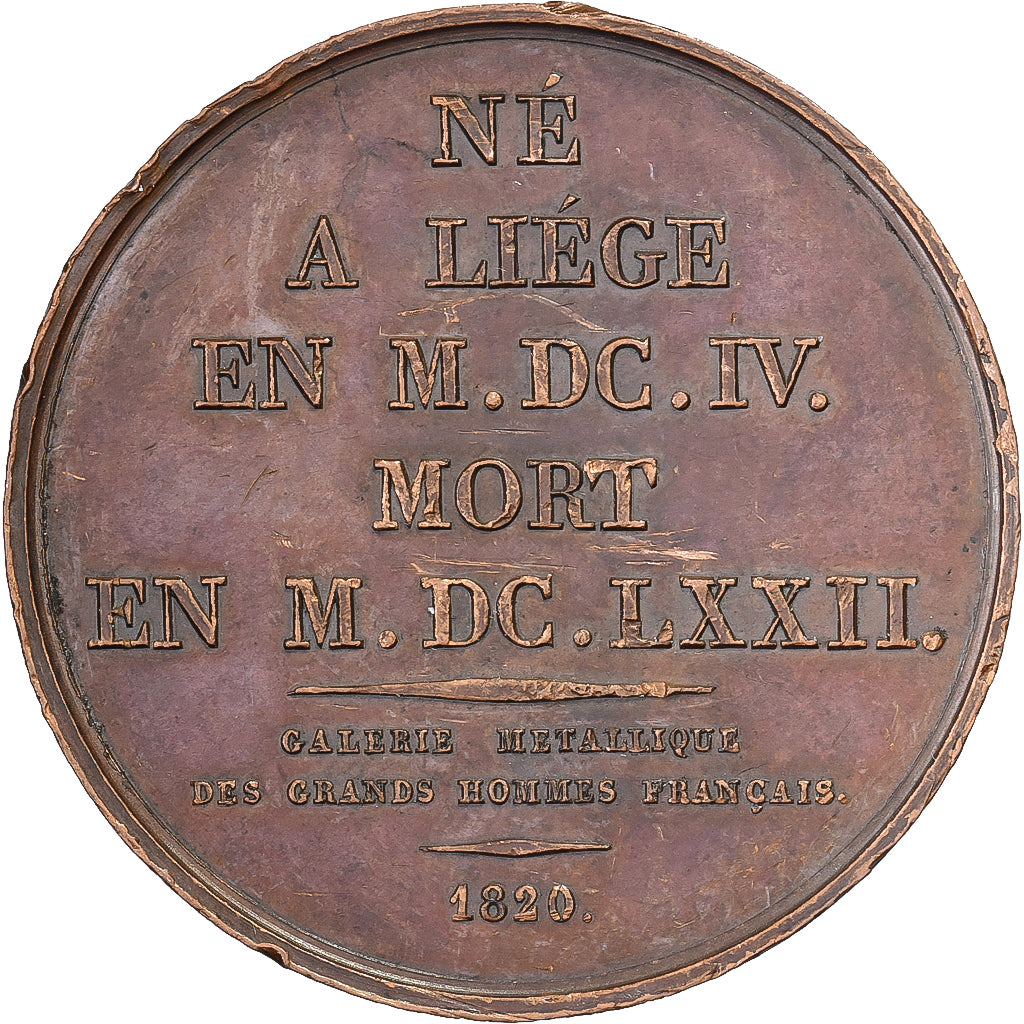 NÉ
A LIÉGE
EN M.DC.IV.
MORT
EN M.DC.LXXII.
GALERIE METALLIQUE
DES GRANDS HOMMES FRANÇAIS.
1820.